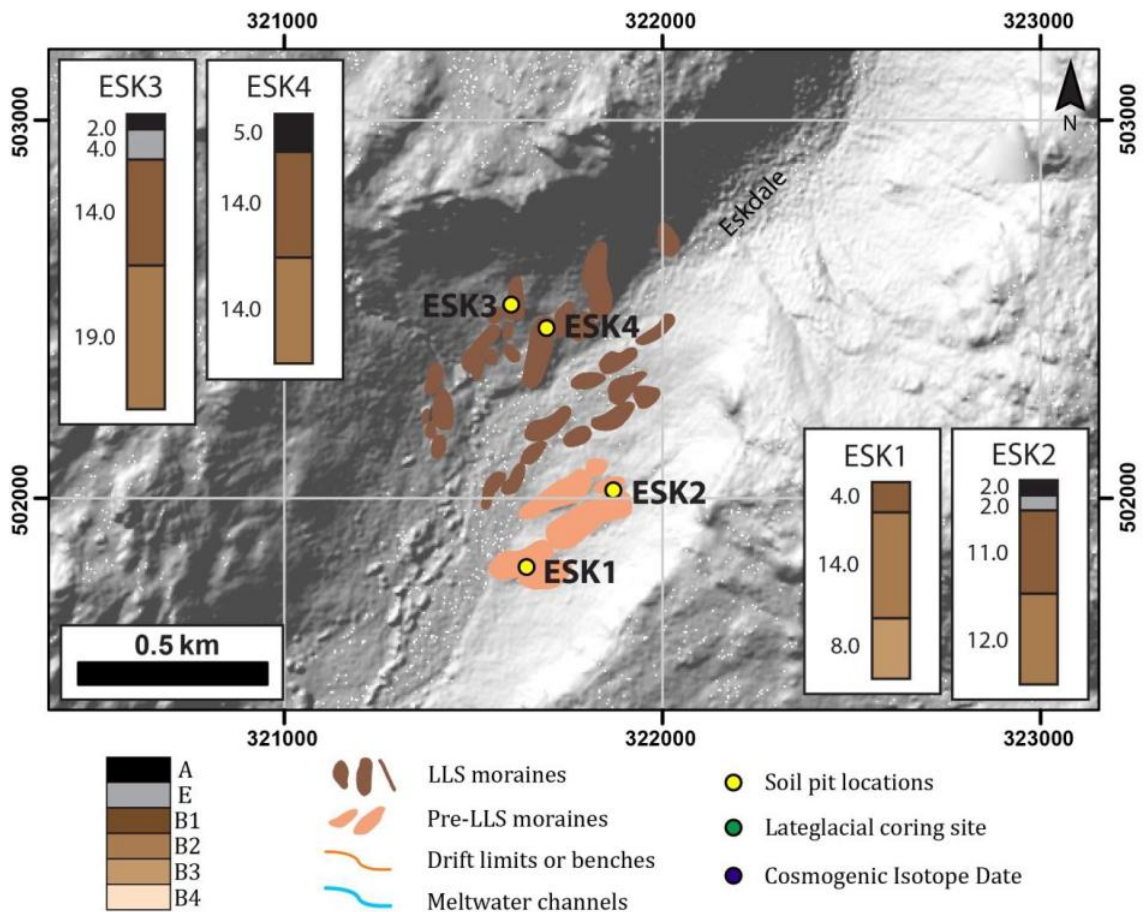 321000
322000
323000
503000
503000
502000
502000
ESK3
2.0
4.0
14.0
19.0
ESK4
5.0
14.0
14.0
N
Eskdale
ESK3
ESK4
ESK2
ESK1
ESK1
4.0
14.0
8.0
ESK2
2.0
2.0
11.0
12.0
0.5 km
321000
322000
323000
A
E
B1
B2
B3
B4
LLS moraines
Pre-LLS moraines
Drift limits or benches
Meltwater channels
Soil pit locations
Lateglacial coring site
Cosmogenic Isotope Date